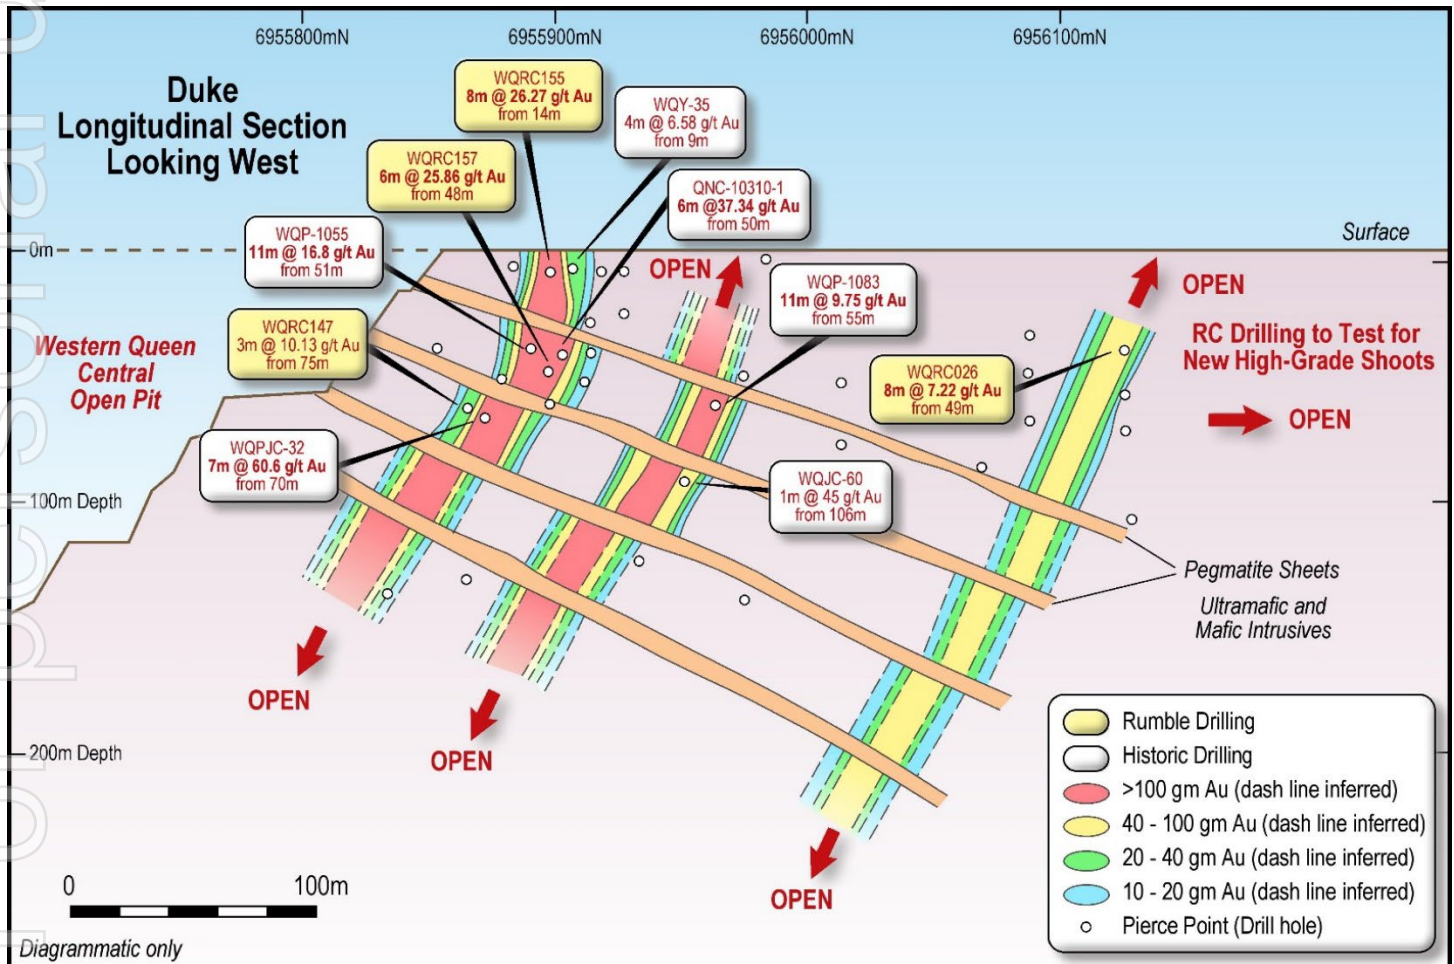 6955800mN
6955900mN
6956000mN
6956100mN
Duke
Longitudinal Section
Looking West
WQRC155
8m @ 26.27 g/t Au
from 14m
WQY-35
4m @ 6.58 g/t Au
from 9m
WQRC157
6m @ 25.86 g/t Au
from 48m
QNC-10310-1
6m @37.34 g/t Au
from 50m
WQP-1055
11m @ 16.8 g/t Au
from 51m
0m
Surface
OPEN
WQP-1083
11m @ 9.75 g/t Au
from 55m
OPEN
RC Drilling to Test for
New High-Grade Shoots
OPEN
WQRC147
3m @ 10.13 g/t Au
from 75m
Western Queen
Central
Open Pit
WQRC026
8m @ 7.22 g/t Au
from 49m
WQPJC-32
7m @ 60.6 g/t Au
from 70m
WQJC-60
1m @ 45 g/t Au
from 106m
100m Depth
Pegmatite Sheets
Ultramafic and
Mafic Intrusives
OPEN
OPEN
OPEN
200m Depth
Rumble Drilling
Historic Drilling
>100 gm Au (dash line inferred)
40 - 100 gm Au (dash line inferred)
20 - 40 gm Au (dash line inferred)
10 - 20 gm Au (dash line inferred)
Pierce Point (Drill hole)
0
100m
Diagrammatic only